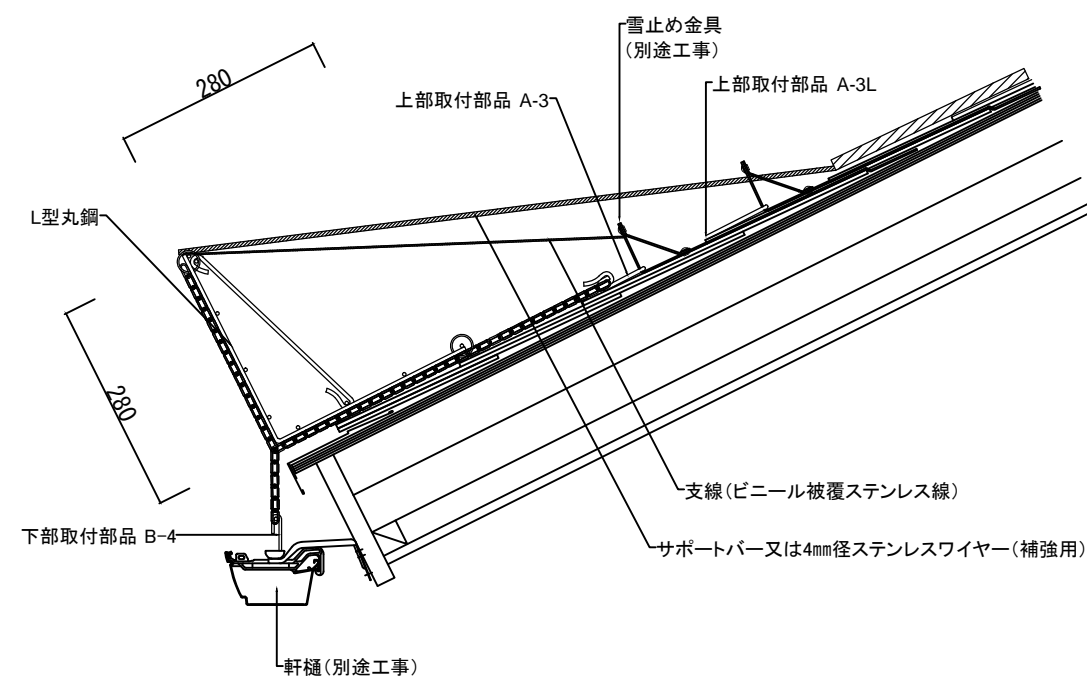 雪止め金具
(別途工事)
280
上部取付部品 A-3L
上部取付部品 A-3
L型丸鋼
280
支線(ビニール被覆ステンレス線)
下部取付部品 B-4
サポートバー又は4㎜径ステンレスワイヤー(補強用)
軒樋(別途工事)